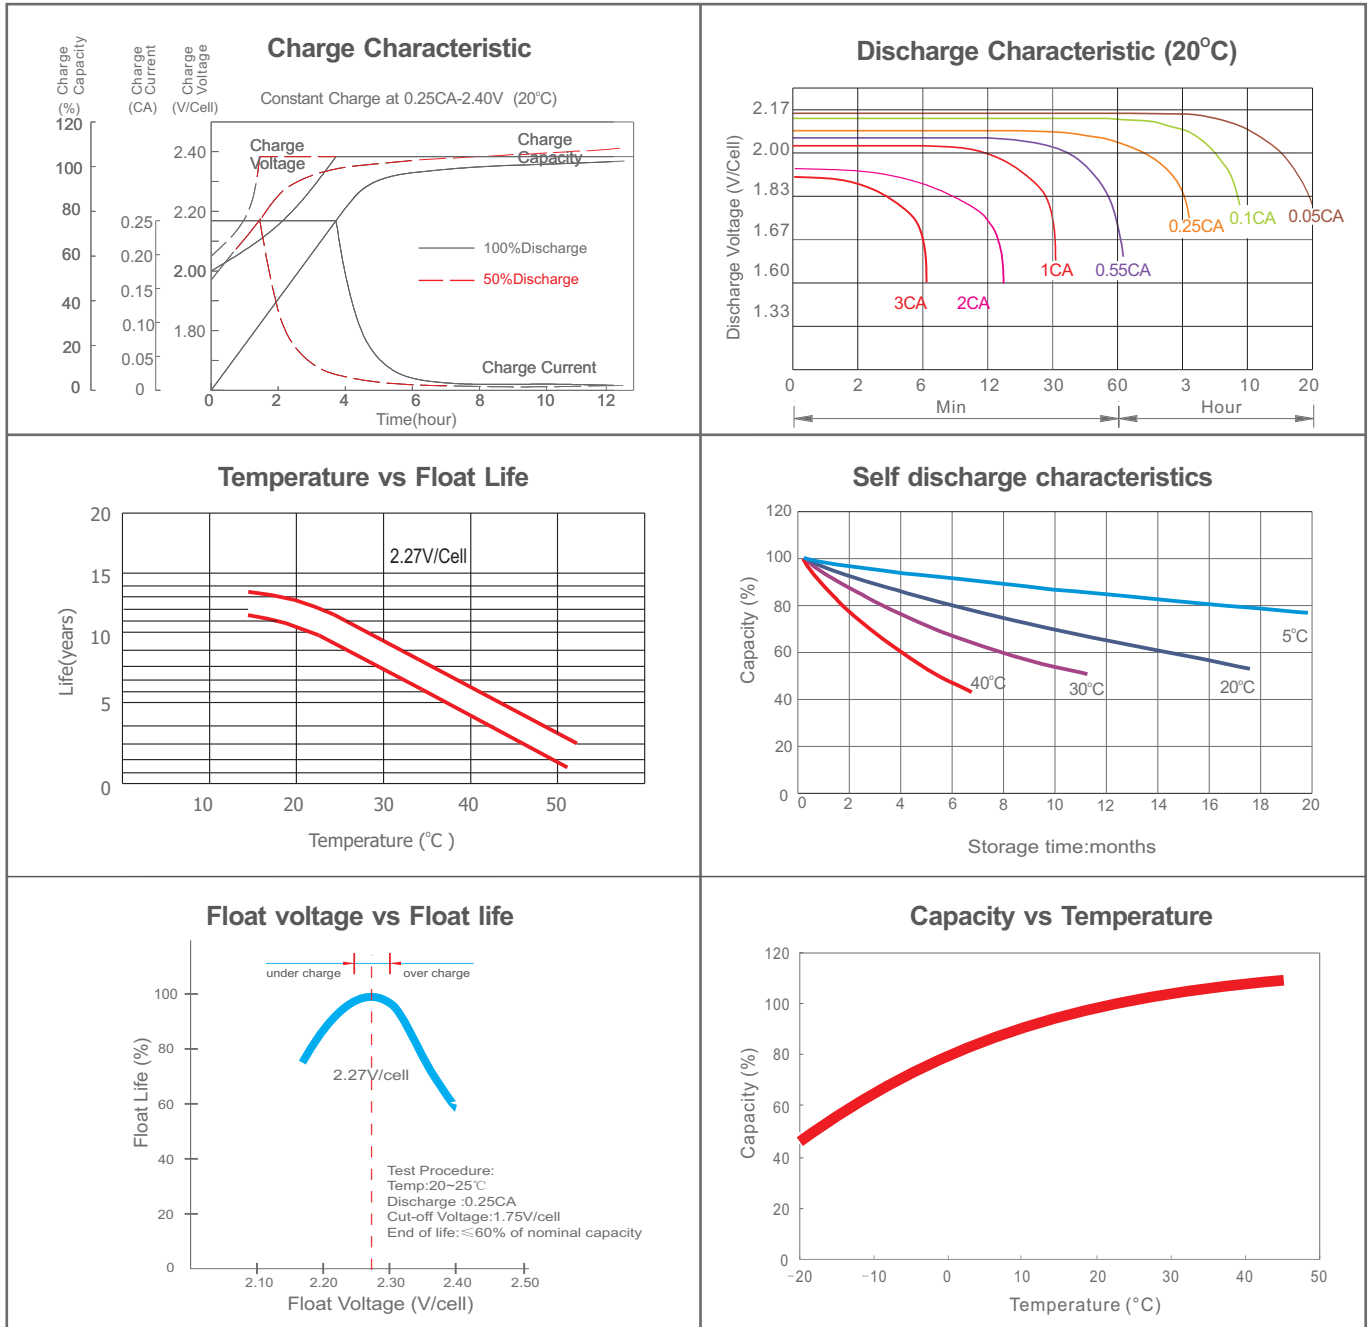 Charge Characteristic
Charge
Capacity
(%)
Charge
Current
(CA)
Charge
Voltage
(V/Cell)
Constant Charge at 0.25CA-2.40V (20°C)
120
100
80
60
40
20
0
0.25
0.20
0.15
0.10
0.05
0
2.40
2.20
2.00
1.80
Charge
Voltage
Charge
Capacity
100%Discharge
50%Discharge
Charge Current
0 2 4 6 8 10 12
Time(hour)
Discharge Characteristic (20°C)
Discharge Voltage (V/Cell)
2.17
2.00
1.83
1.67
1.60
1.33
3CA
2CA
1CA
0.55CA
0.25CA
0.1CA
0.05CA
0 2 6 12 30 60 3 10 20
Min Hour
Temperature vs Float Life
Life(years)
20
15
10
5
0
2.27V/Cell
10 20 30 40 50
Temperature (°C )
Self discharge characteristics
Capacity (%)
120
100
80
60
40
20
0
5°C
20°C
30°C
40°C
0 2 4 6 8 10 12 14 16 18 20
Storage time:months
Float voltage vs Float life
under charge over charge
Float Life (%)
100
80
60
40
20
0
2.27V/cell
Test Procedure:
Temp:20~25℃
Discharge :0.25CA
Cut-off Voltage:1.75V/cell
End of life:≤60% of nominal capacity
2.10 2.20 2.30 2.40 2.50
Float Voltage (V/cell)
Capacity vs Temperature
Capacity (%)
120
100
80
60
40
20
0
−20 −10 0 10 20 30 40 50
Temperature (°C)